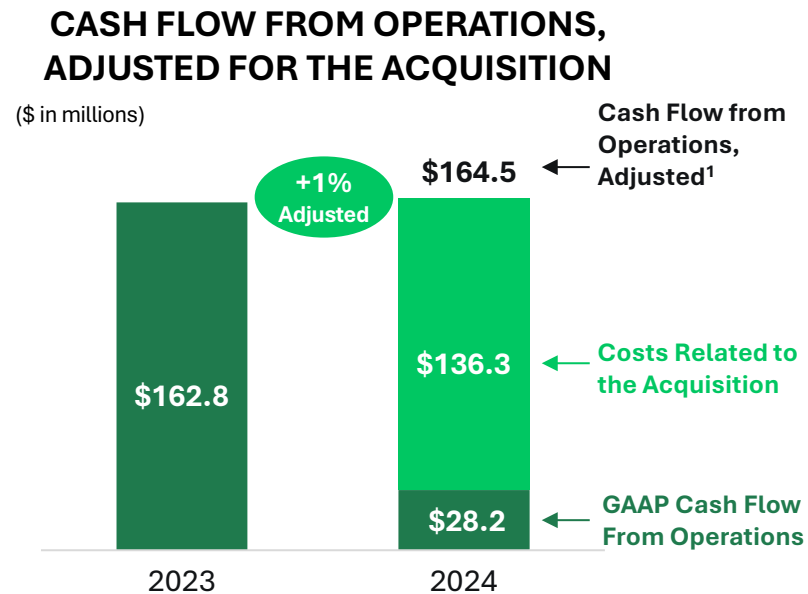 CASH FLOW FROM OPERATIONS,
ADJUSTED FOR THE ACQUISITION
($ in millions)
Cash Flow from
Operations,
Adjusted¹
+1%
Adjusted
$164.5
$162.8
$136.3
Costs Related to
the Acquisition
$28.2
GAAP Cash Flow
From Operations
2023
2024